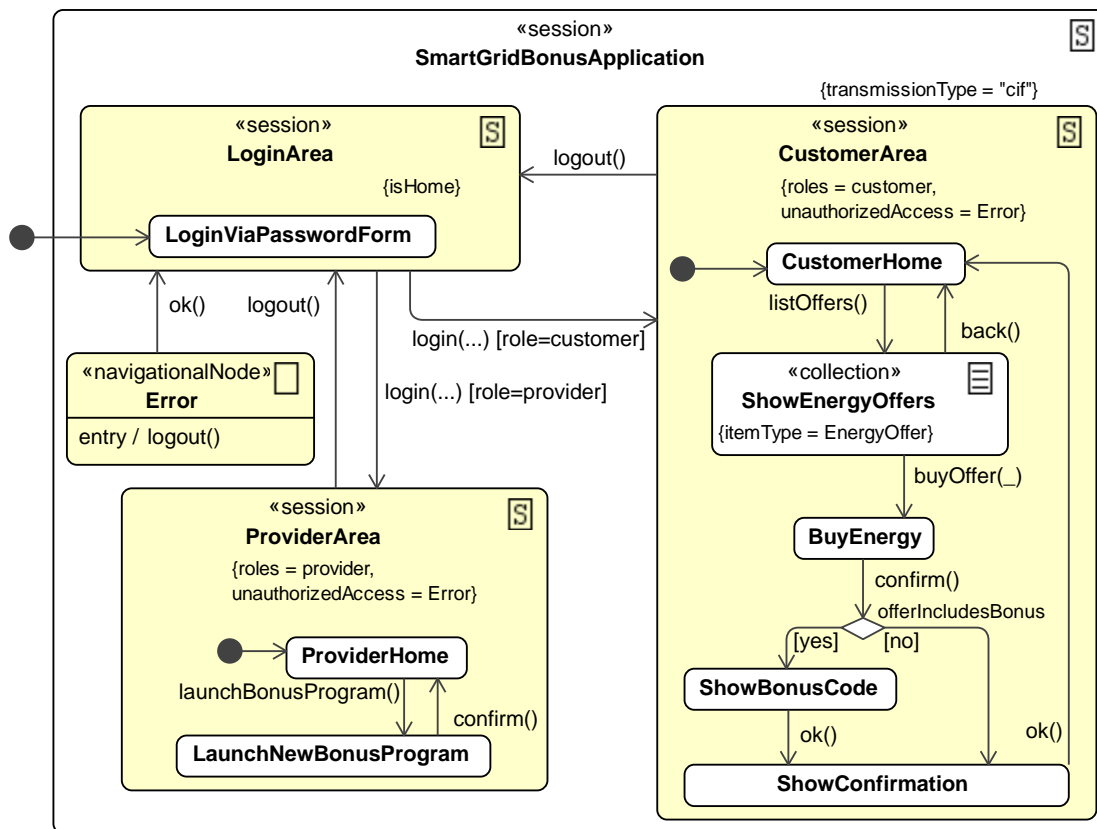 «session»
SmartGridBonusApplication
S
{transmissionType = "cif"}
«session»
LoginArea
S
{isHome}
LoginViaPasswordForm
logout()
«session»
CustomerArea
S
{roles = customer,
unauthorizedAccess = Error}
CustomerHome
listOffers()
back()
ok()
logout()
login(...) [role=customer]
login(...) [role=provider]
«navigationalNode»
Error
entry / logout()
«collection»
ShowEnergyOffers
{itemType = EnergyOffer}
buyOffer(_)
BuyEnergy
confirm()
offerIncludesBonus
[yes]
[no]
ShowBonusCode
ok()
ok()
ShowConfirmation
«session»
ProviderArea
S
{roles = provider,
unauthorizedAccess = Error}
ProviderHome
launchBonusProgram()
confirm()
LaunchNewBonusProgram